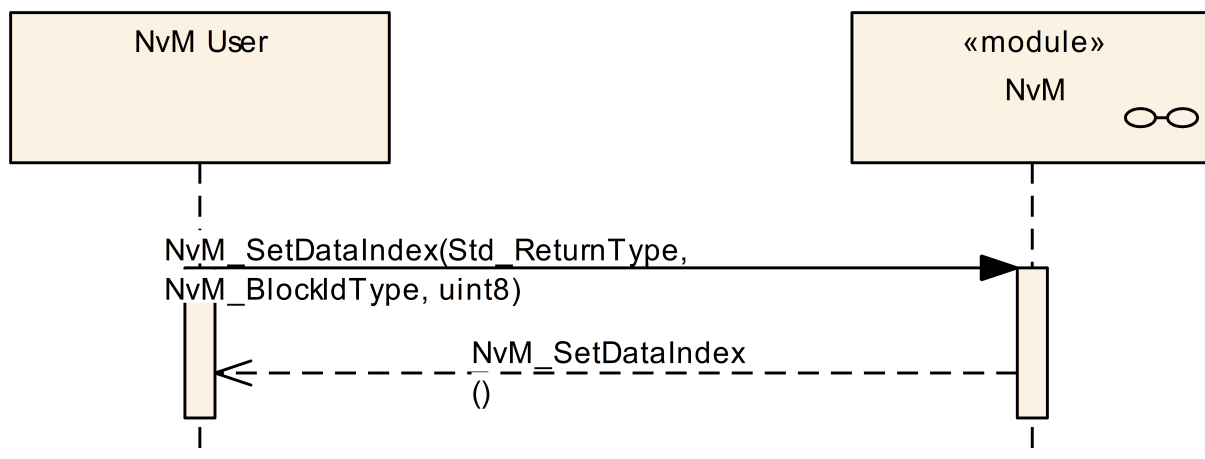 NvM User
«module»
NvM
NvM_SetDataIndex(Std_ReturnType,
NvM_BlockIdType, uint8)
NvM_SetDataIndex
()